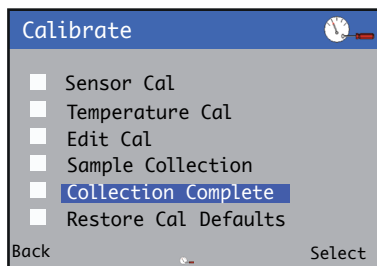 Calibrate
Sensor Cal
Temperature Cal
Edit Cal
Sample Collection
Collection Complete
Restore Cal Defaults
Back Select